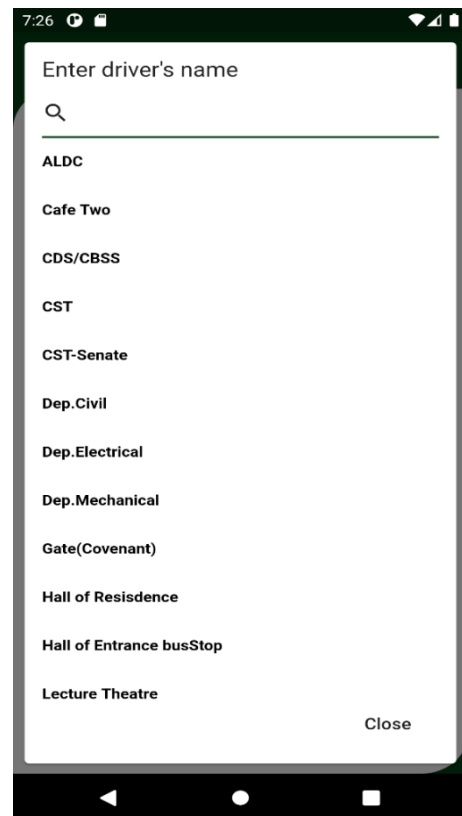 7:26
Enter driver's name
ALDC
Cafe Two
CDS/CBSS
CST
CST-Senate
Dep.Civil
Dep.Electrical
Dep.Mechanical
Gate(Covenant)
Hall of Resisdence
Hall of Entrance busStop
Lecture Theatre
Close